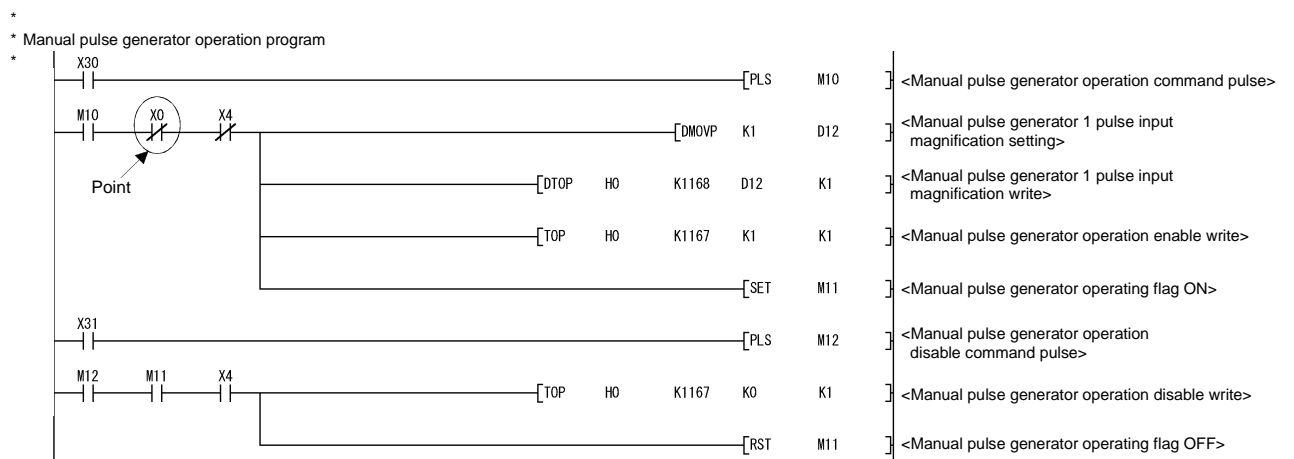 *
* Manual pulse generator operation program
*
X30
PLS M10 <Manual pulse generator operation command pulse>
M10 X0 X4
DMOVP K1 D12 <Manual pulse generator 1 pulse input
magnification setting>
Point
DTOP H0 K1168 D12 K1 <Manual pulse generator 1 pulse input
magnification write>
TOP H0 K1167 K1 K1 <Manual pulse generator operation enable write>
SET M11 <Manual pulse generator operating flag ON>
X31
PLS M12 <Manual pulse generator operation
disable command pulse>
M12 M11 X4
TOP H0 K1167 K0 K1 <Manual pulse generator operation disable write>
RST M11 <Manual pulse generator operating flag OFF>